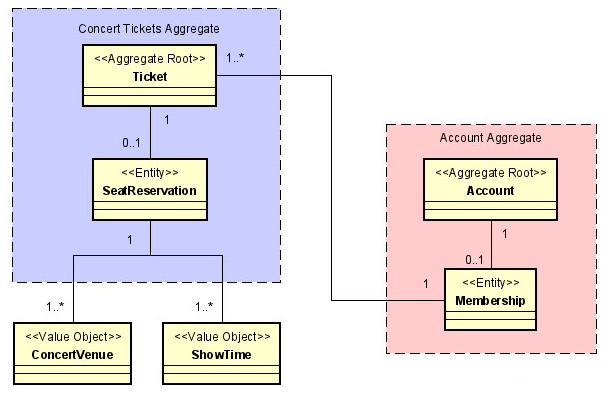 Concert Tickets Aggregate
<<Aggregate Root>>
Ticket
1..*
1
0..1
<<Entity>>
SeatReservation
1
1..*
1..*
<<Value Object>>
ConcertVenue
<<Value Object>>
ShowTime
Account Aggregate
<<Aggregate Root>>
Account
1
0..1
1
<<Entity>>
Membership